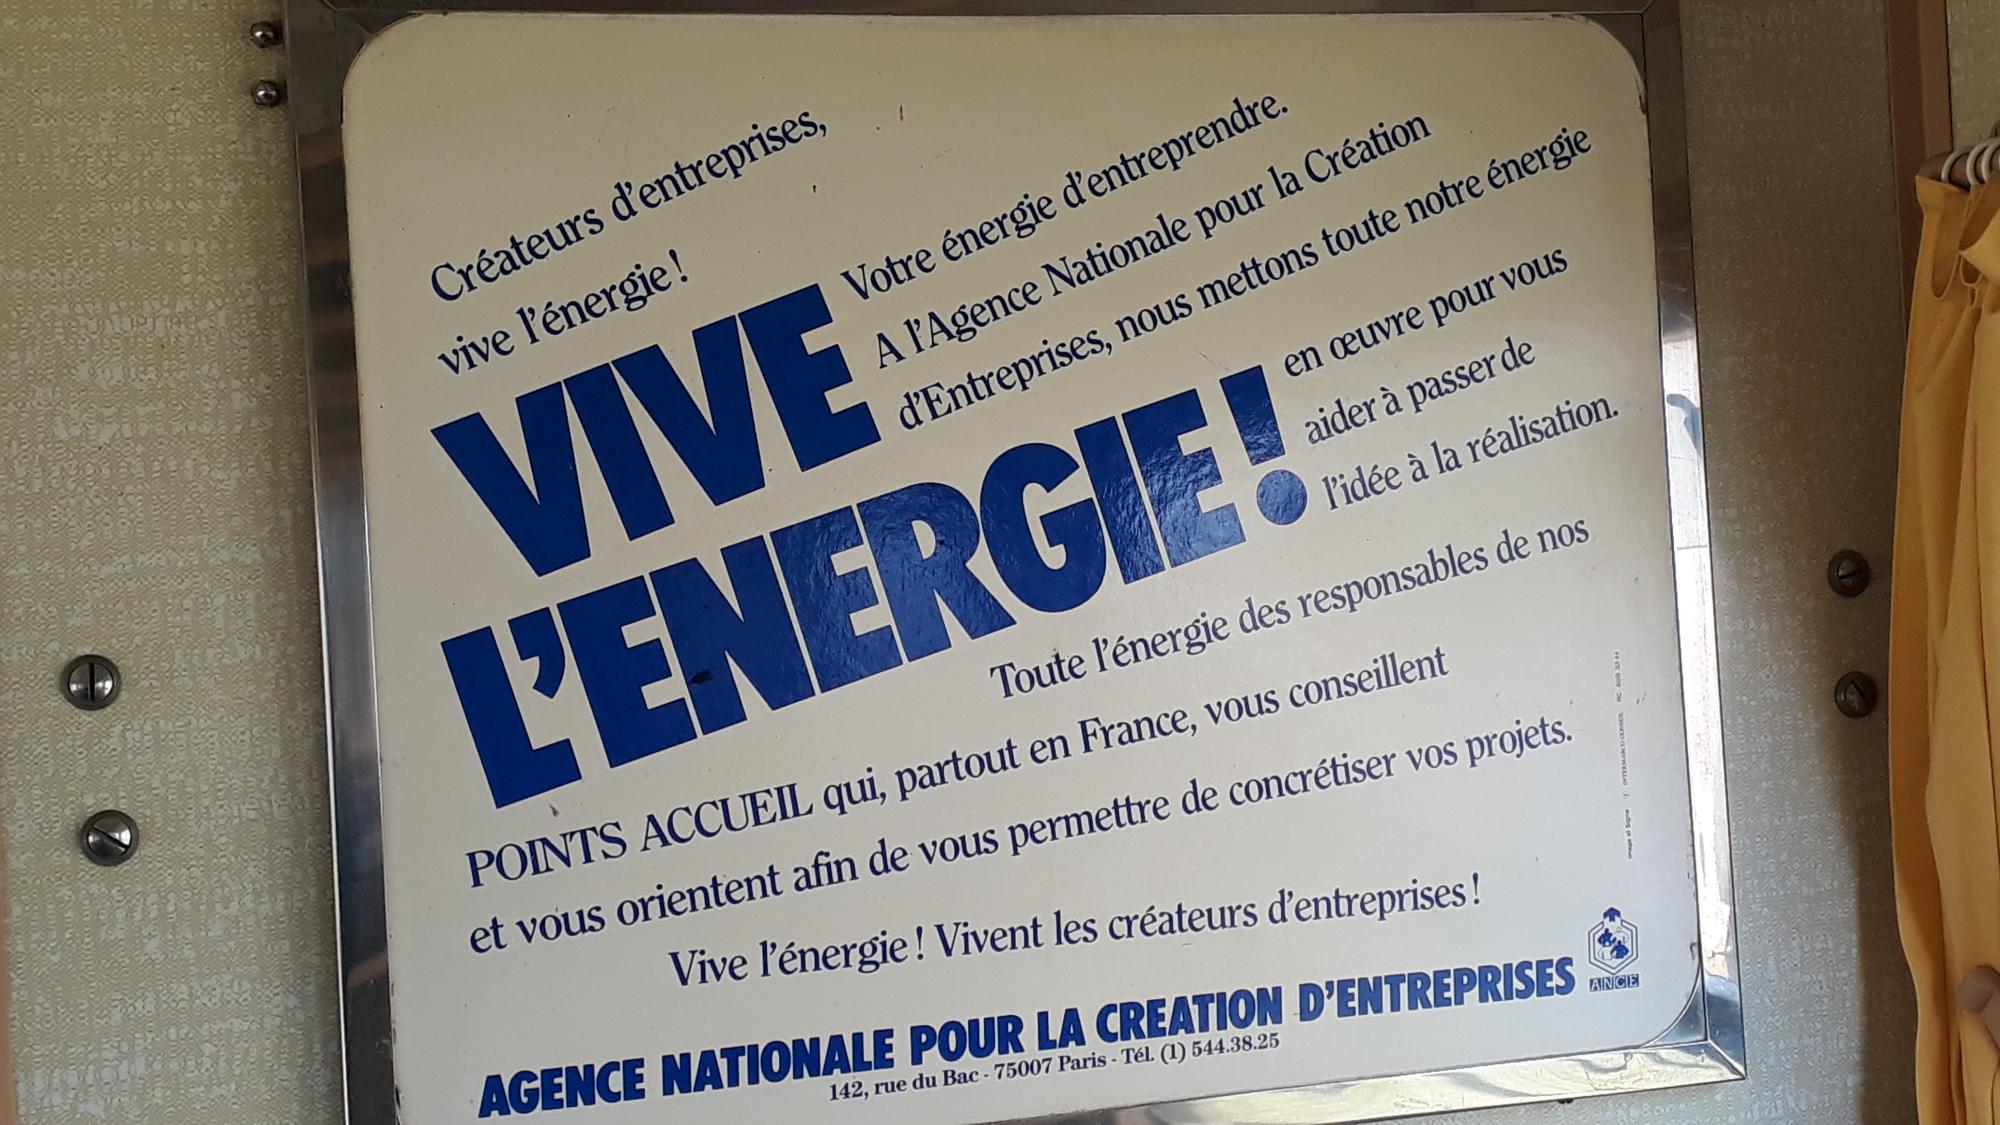 Créateurs d'entreprises,
vive l'énergie !
VIVE
L'ENERGIE !
Votre énergie d'entreprendre.
A l'Agence Nationale pour la Création
d'Entreprises, nous mettons toute notre énergie
en œuvre pour vous
aider à passer de
l'idée à la réalisation.
Toute l'énergie des responsables de nos
POINTS ACCUEIL qui, partout en France, vous conseillent
et vous orientent afin de vous permettre de concrétiser vos projets.
Vive l'énergie ! Vivent les créateurs d'entreprises !
AGENCE NATIONALE POUR LA CREATION D'ENTREPRISES
142, rue du Bac - 75007 Paris - Tél. (1) 544.38.25
ANCE